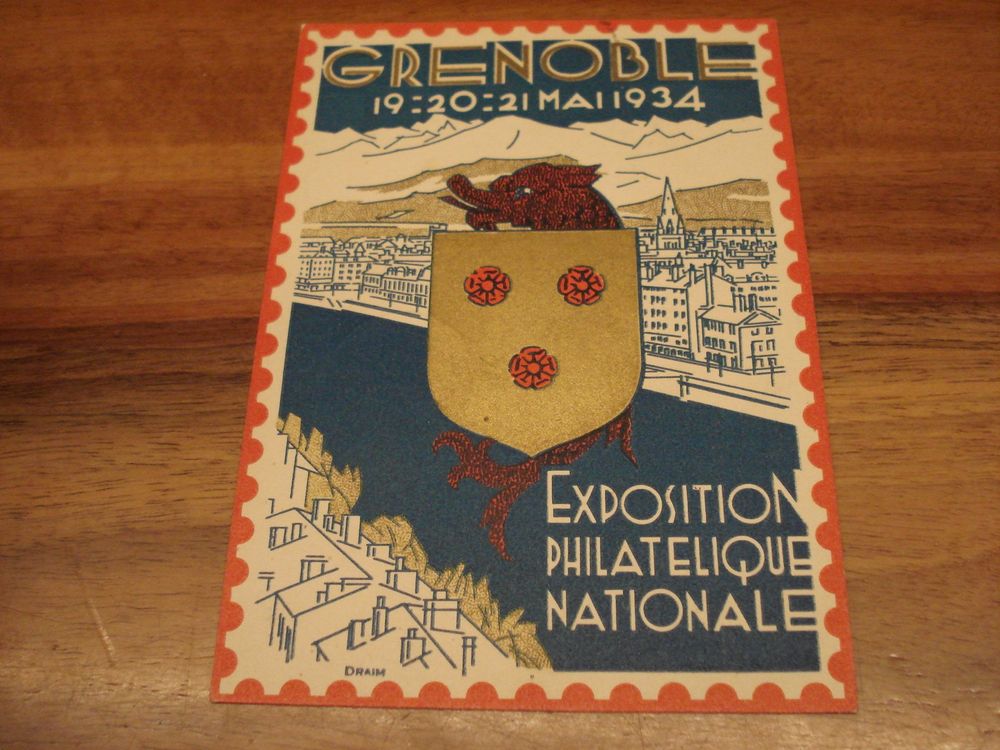 GRENOBLE
19=20=21 MAI 1934
EXPOSITION
PHILATELIQUE
NATIONALE
DRAIM